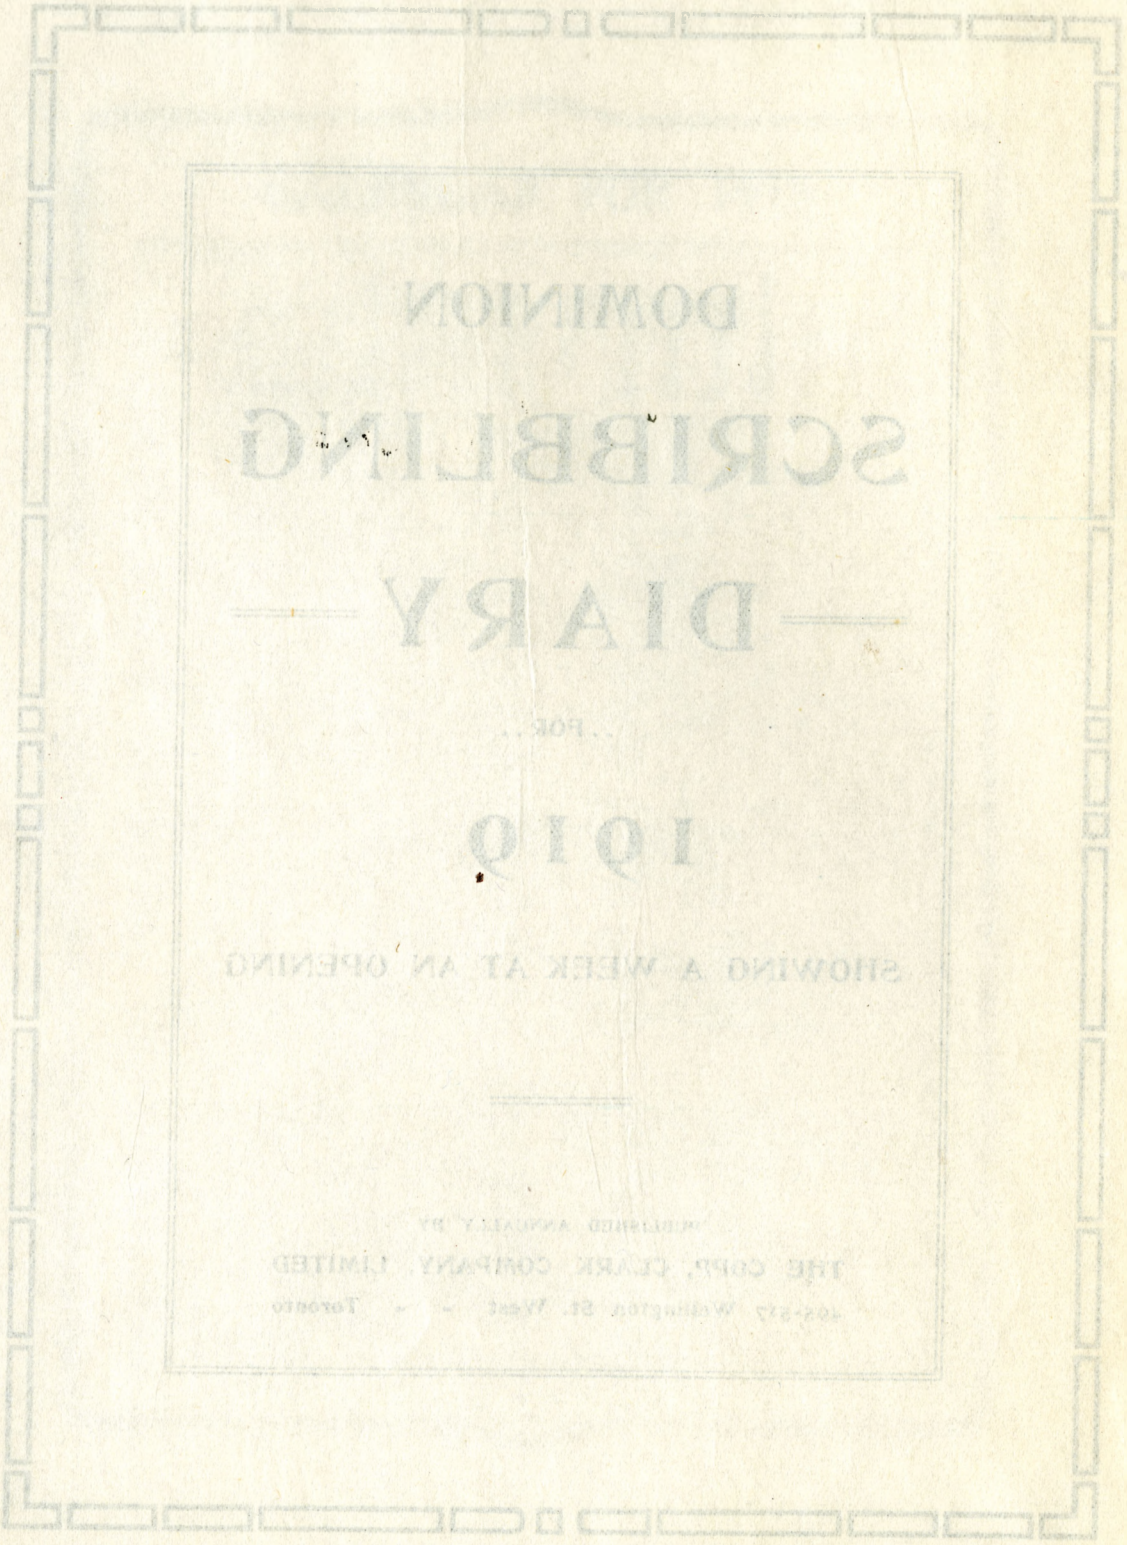 DOMINION
SCRIBBLING
DIARY
..FOR..
1919
SHOWING A WEEK AT AN OPENING
PUBLISHED ANNUALLY BY
THE COPP, CLARK COMPANY, LIMITED
Wellington St. West - - Toronto